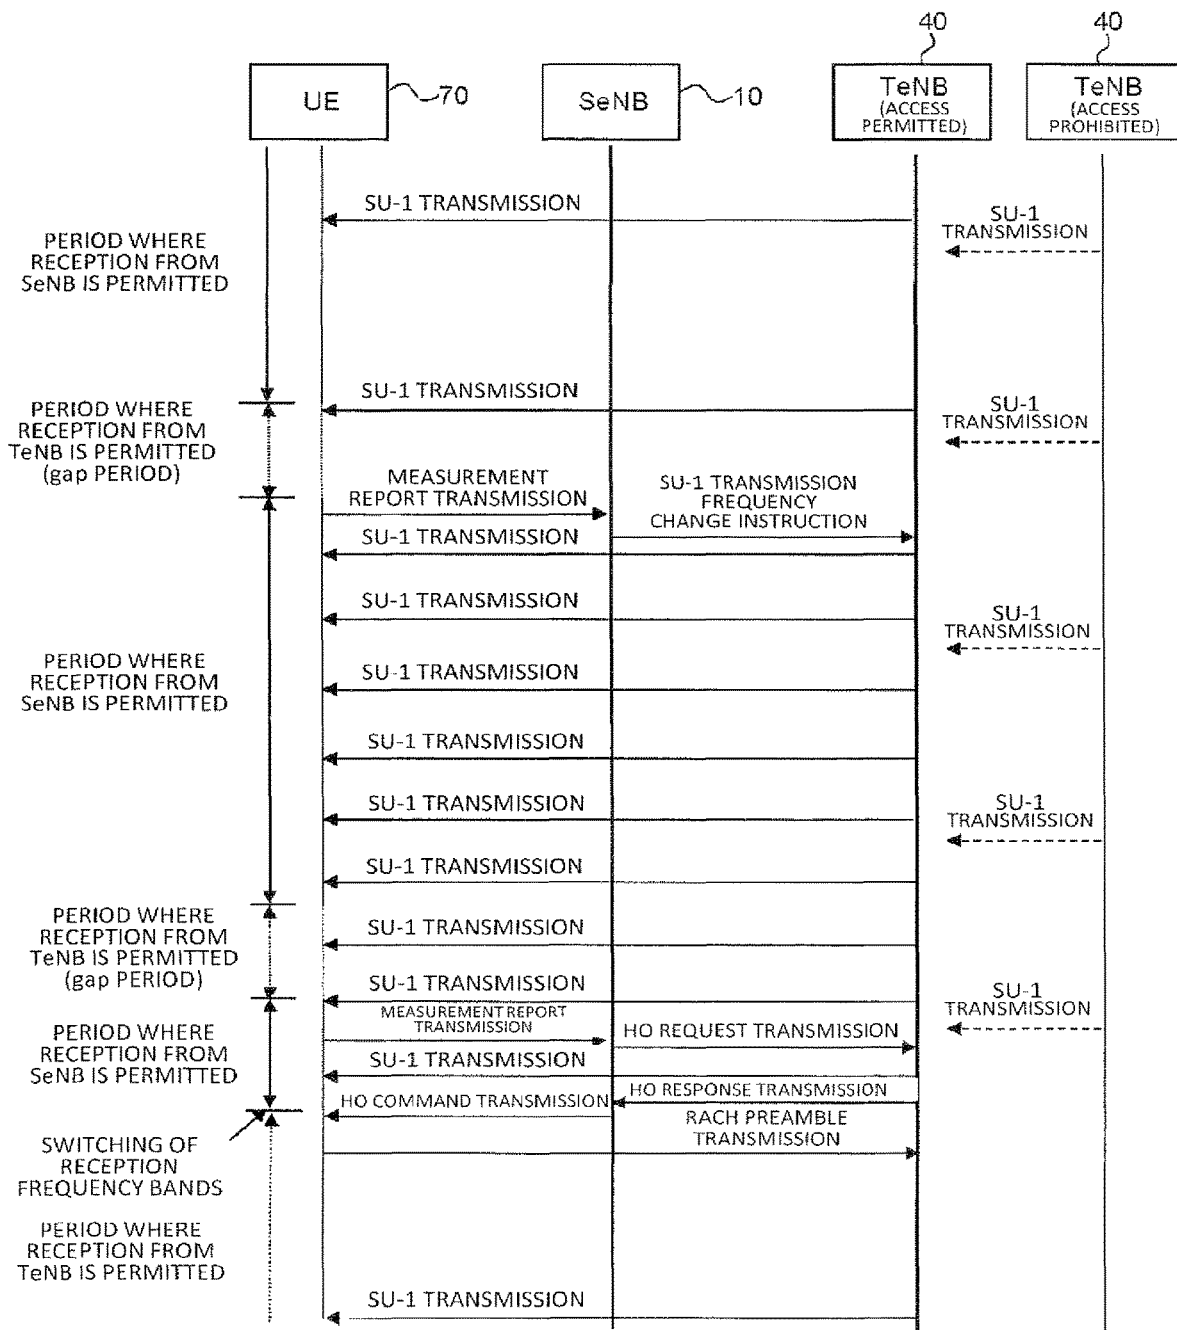 40
40
UE
70
SeNB
10
TeNB
(ACCESS
PERMITTED)
TeNB
(ACCESS
PROHIBITED)
SU-1 TRANSMISSION
SU-1
TRANSMISSION
PERIOD WHERE
RECEPTION FROM
SeNB IS PERMITTED
SU-1 TRANSMISSION
SU-1
TRANSMISSION
PERIOD WHERE
RECEPTION FROM
TeNB IS PERMITTED
(gap PERIOD)
MEASUREMENT
REPORT TRANSMISSION
SU-1 TRANSMISSION
FREQUENCY
CHANGE INSTRUCTION
SU-1 TRANSMISSION
SU-1 TRANSMISSION
SU-1
TRANSMISSION
PERIOD WHERE
RECEPTION FROM
SeNB IS PERMITTED
SU-1 TRANSMISSION
SU-1 TRANSMISSION
SU-1 TRANSMISSION
SU-1
TRANSMISSION
SU-1 TRANSMISSION
PERIOD WHERE
RECEPTION FROM
TeNB IS PERMITTED
(gap PERIOD)
SU-1 TRANSMISSION
SU-1 TRANSMISSION
SU-1
TRANSMISSION
MEASUREMENT REPORT
TRANSMISSION
HO REQUEST TRANSMISSION
PERIOD WHERE
RECEPTION FROM
SeNB IS PERMITTED
SU-1 TRANSMISSION
HO RESPONSE TRANSMISSION
HO COMMAND TRANSMISSION
RACH PREAMBLE
TRANSMISSION
SWITCHING OF
RECEPTION
FREQUENCY BANDS
PERIOD WHERE
RECEPTION FROM
TeNB IS PERMITTED
SU-1 TRANSMISSION